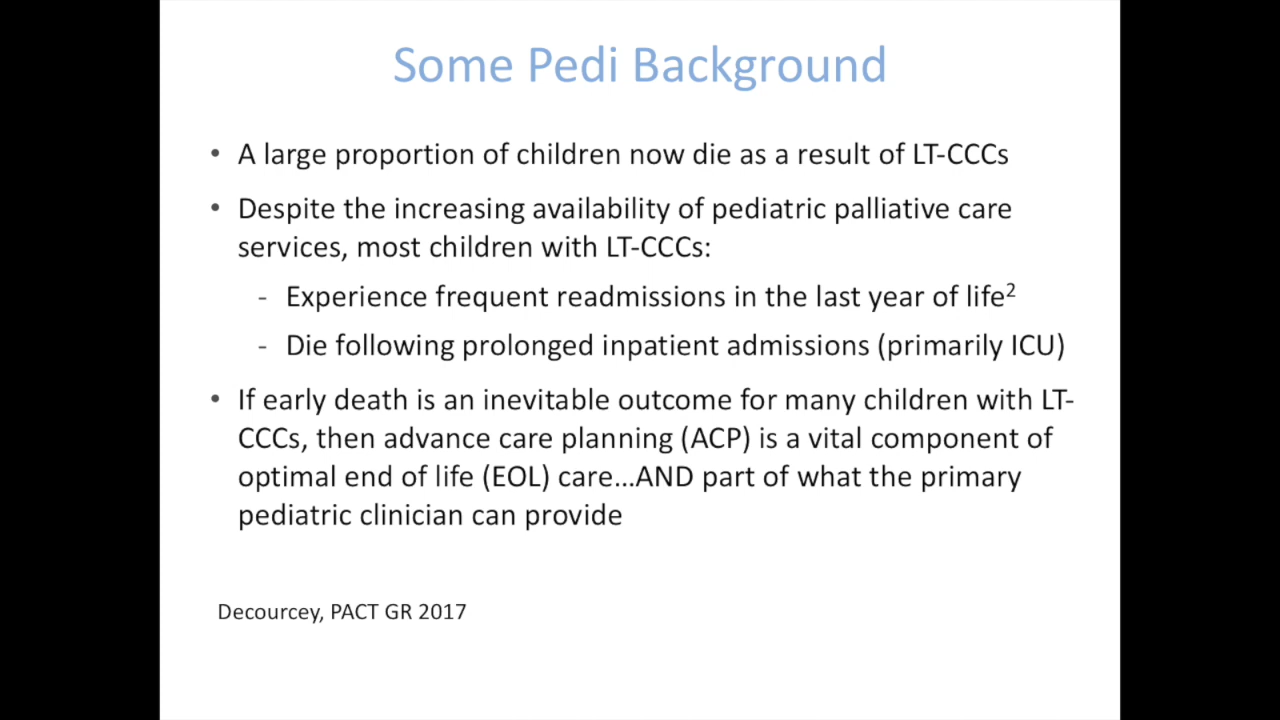 Some Pedi Background
• A large proportion of children now die as a result of LT-CCCs
• Despite the increasing availability of pediatric palliative care
services, most children with LT-CCCs:
- Experience frequent readmissions in the last year of life²
- Die following prolonged inpatient admissions (primarily ICU)
• If early death is an inevitable outcome for many children with LT-
CCCs, then advance care planning (ACP) is a vital component of
optimal end of life (EOL) care...AND part of what the primary
pediatric clinician can provide
Decourcey, PACT GR 2017